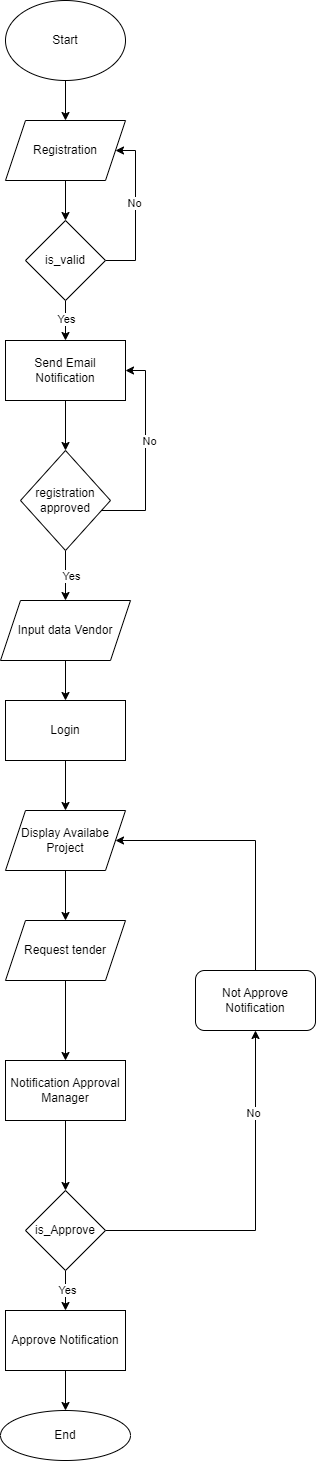 Start
Registration
No
is_valid
Yes
Send Email
Notification
No
registration
approved
Yes
Input data Vendor
Login
Display Availabe
Project
Request tender
Not Approve
Notification
Notification Approval
Manager
No
is_Approve
Yes
Approve Notification
End